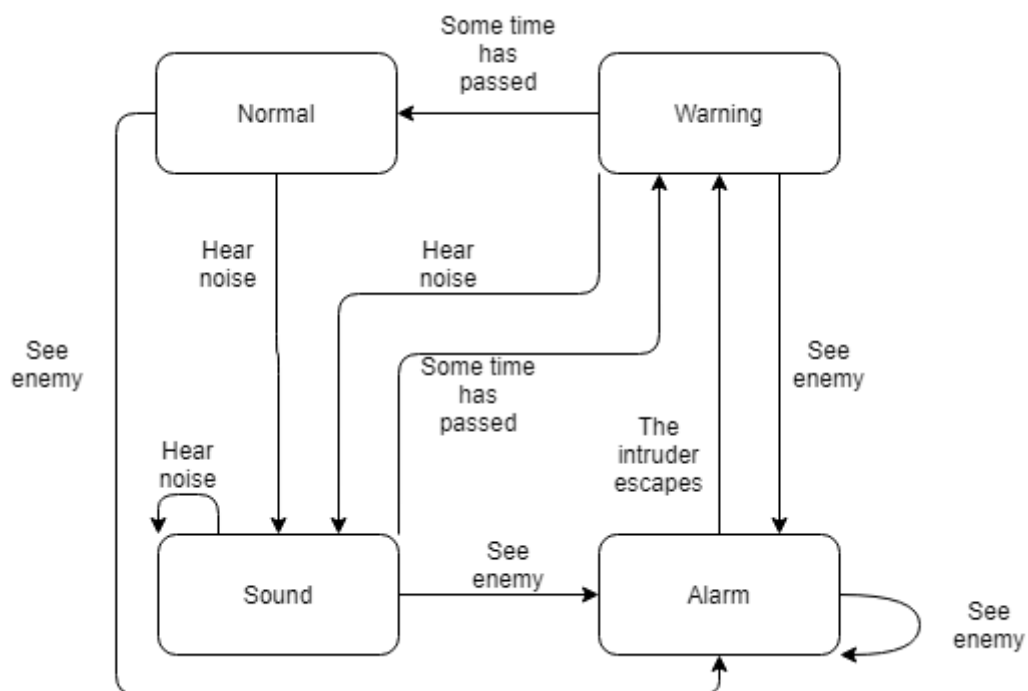 Some time
has
passed
Normal
Warning
Hear
noise
Hear
noise
See
enemy
Some time
has
passed
See
enemy
The
intruder
escapes
Hear
noise
See
enemy
Sound
Alarm
See
enemy